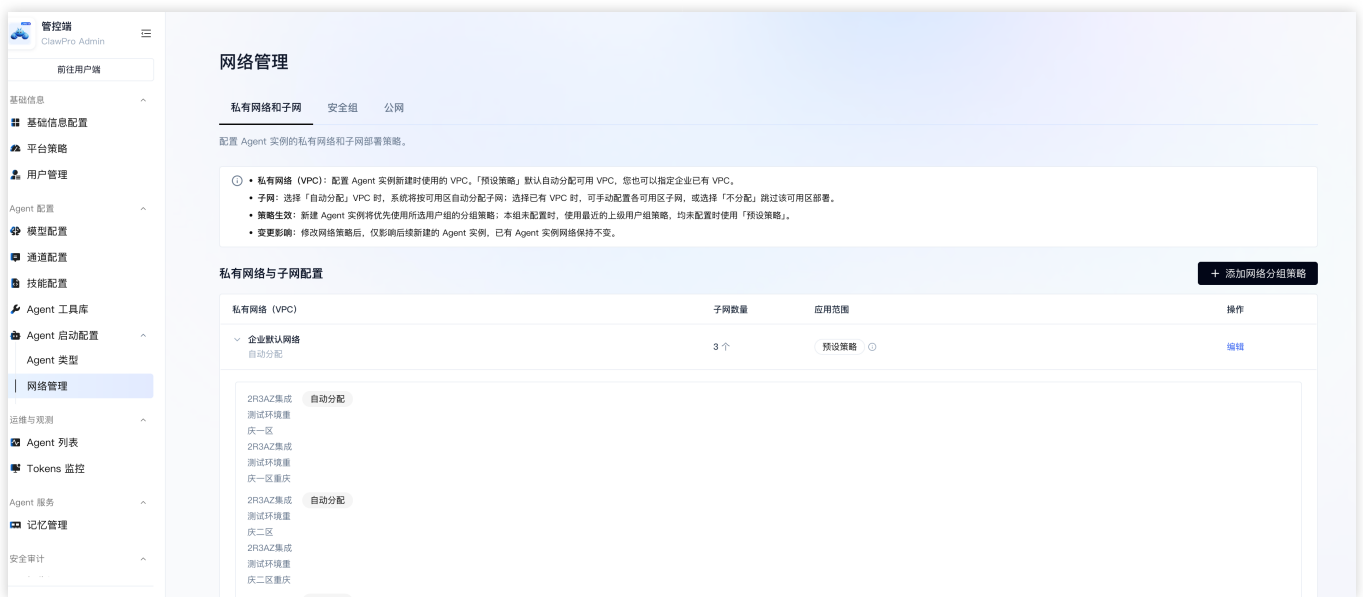 管控端
ClawPro Admin
前往用户端
基础信息
基础信息配置
平台策略
用户管理
Agent 配置
模型配置
通道配置
技能配置
Agent 工具库
Agent 启动配置
Agent 类型
网络管理
运维与观测
Agent 列表
Tokens 监控
Agent 服务
记忆管理
安全审计
网络管理
私有网络和子网
安全组
公网
配置 Agent 实例的私有网络和子网部署策略。
• 私有网络（VPC）：配置 Agent 实例新建时使用的 VPC。「预设策略」默认自动分配可用 VPC，您也可以指定企业已有 VPC。
• 子网：选择「自动分配」VPC 时，系统将按可用区自动分配子网；选择已有 VPC 时，可手动配置各可用区子网，或选择「不分配」跳过该可用区部署。
• 策略生效：新建 Agent 实例将优先使用所选用户组的分组策略；本组未配置时，使用最近的上级用户组策略，均未配置时使用「预设策略」。
• 变更影响：修改网络策略后，仅影响后续新建的 Agent 实例，已有 Agent 实例网络保持不变。
私有网络与子网配置
+ 添加网络分组策略
私有网络（VPC）
子网数量
应用范围
操作
企业默认网络
自动分配
3 个
预设策略
编辑
2R3AZ集成
测试环境重
庆一区
2R3AZ集成
测试环境重
庆一区重庆
自动分配
2R3AZ集成
测试环境重
庆二区
2R3AZ集成
测试环境重
庆二区重庆
自动分配